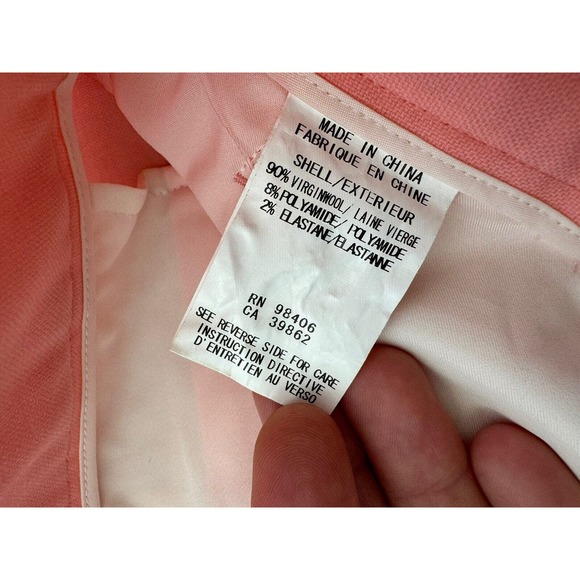 MADE IN CHINA
FABRIQUE EN CHINE
SHELL/EXTERIEUR
90% VIRGINWOOL/ LAINE VIERGE
8% POLYAMIDE/ POLYAMIDE
2% ELASTANE/ELASTANNE
RN 98406
CA 39862
SEE REVERSE SIDE FOR CARE
INSTRUCTION DIRECTIVE
D'ENTRETIEN AU VERSO